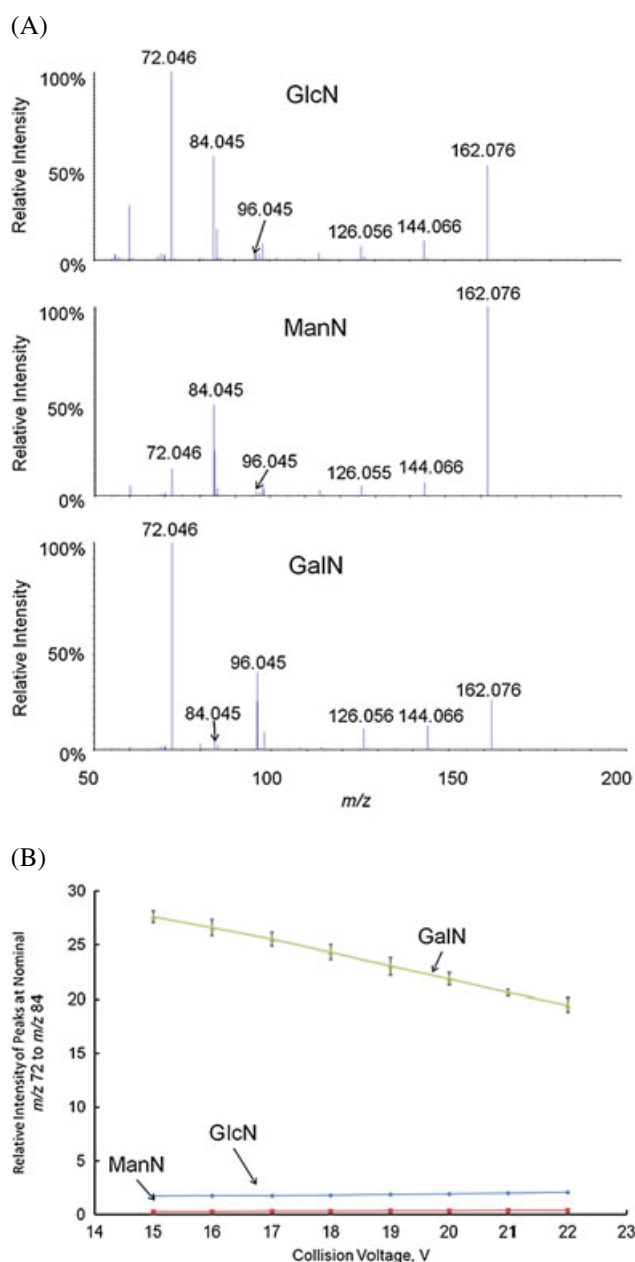 (A)
72.046
100%
GlcN
84.045
162.076
50%
96.045
126.056 144.066
0%
Relative Intensity
100%
162.076
ManN
84.045
50%
72.046
96.045
126.055 144.066
0%
Relative Intensity
72.046
100%
GalN
50%
96.045
84.045
126.056 144.066 162.076
0%
Relative Intensity
50 100 150 200
m/z
(B)
30
25
20
15
10
5
0
GalN
GlcN
ManN
Relative Intensity of Peaks at Nominal
m/z 72 to m/z 84
14 15 16 17 18 19 20 21 22 23
Collision Voltage, V